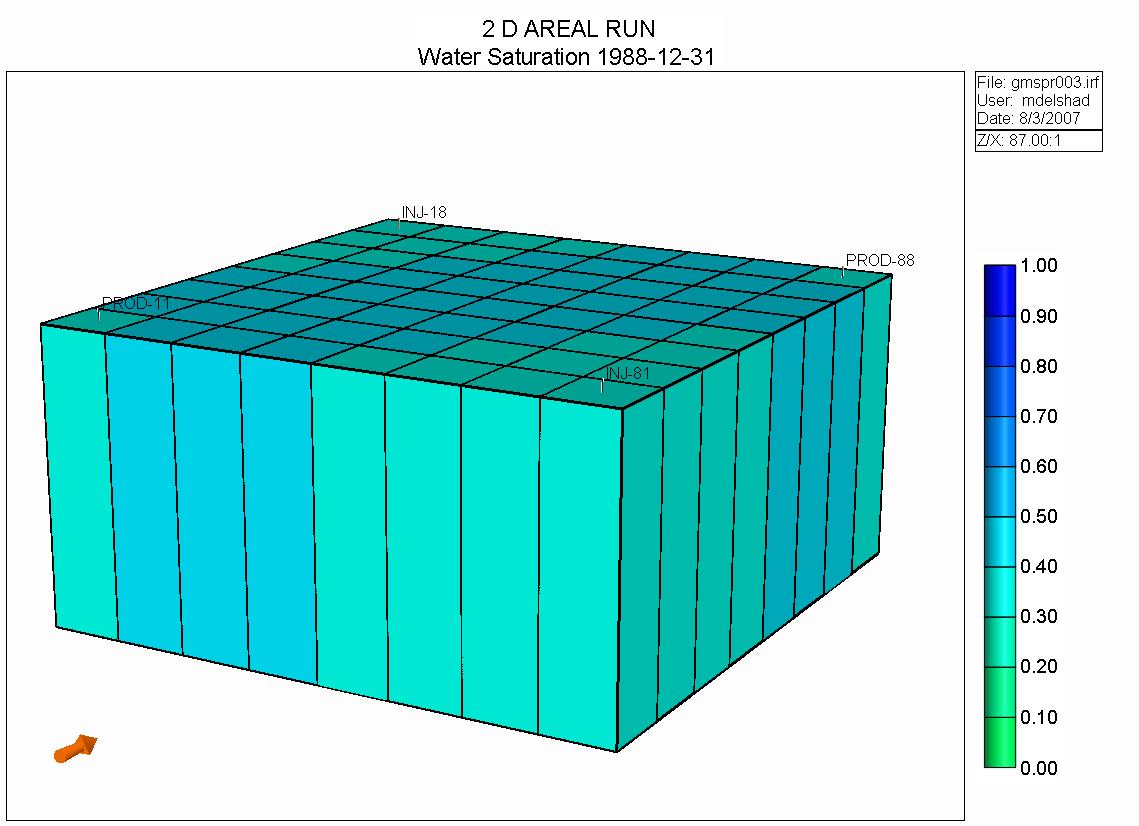 2 D AREAL RUN
Water Saturation 1988-12-31
File: gmspr003.irf
User: mdelshad
Date: 8/3/2007
Z/X: 87.00:1
INJ-18
PROD-88
PROD-11
INJ-81
1.00
0.90
0.80
0.70
0.60
0.50
0.40
0.30
0.20
0.10
0.00